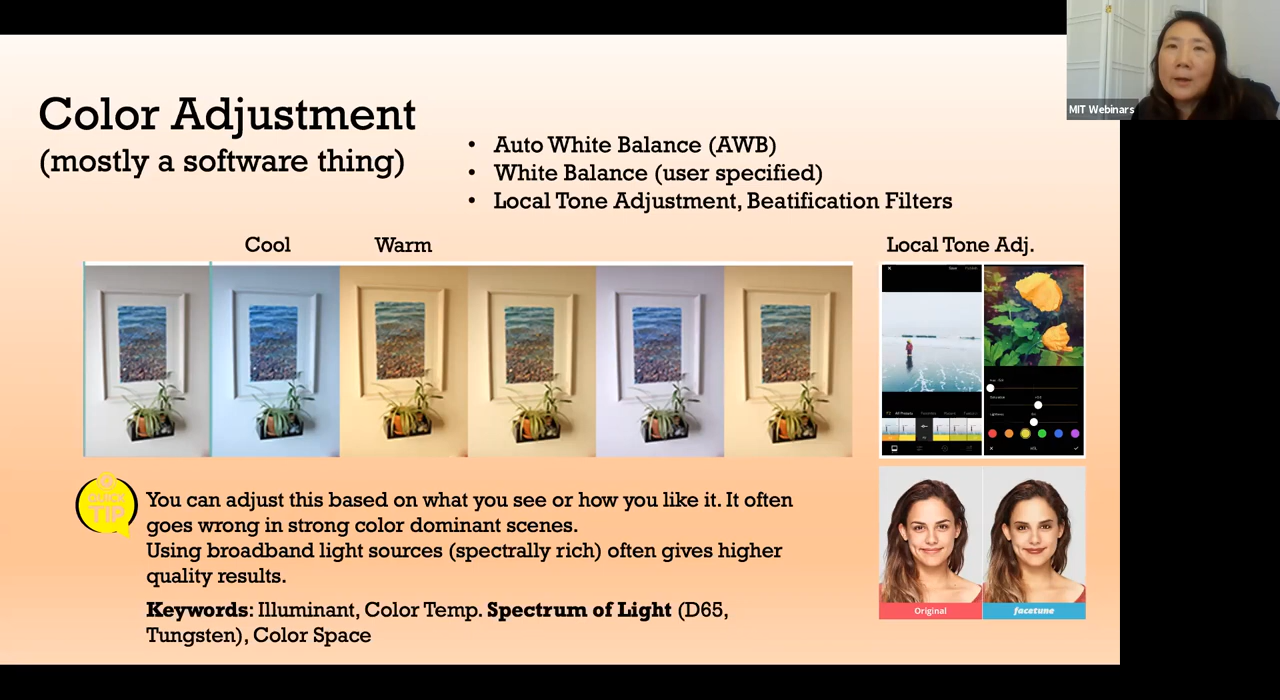 MIT Webinars
Color Adjustment
(mostly a software thing)
• Auto White Balance (AWB)
• White Balance (user specified)
• Local Tone Adjustment, Beatification Filters
Cool
Warm
Local Tone Adj.
QUICK
TIP
You can adjust this based on what you see or how you like it. It often
goes wrong in strong color dominant scenes.
Using broadband light sources (spectrally rich) often gives higher
quality results.
Keywords: Illuminant, Color Temp. Spectrum of Light (D65,
Tungsten), Color Space
Original
facetune